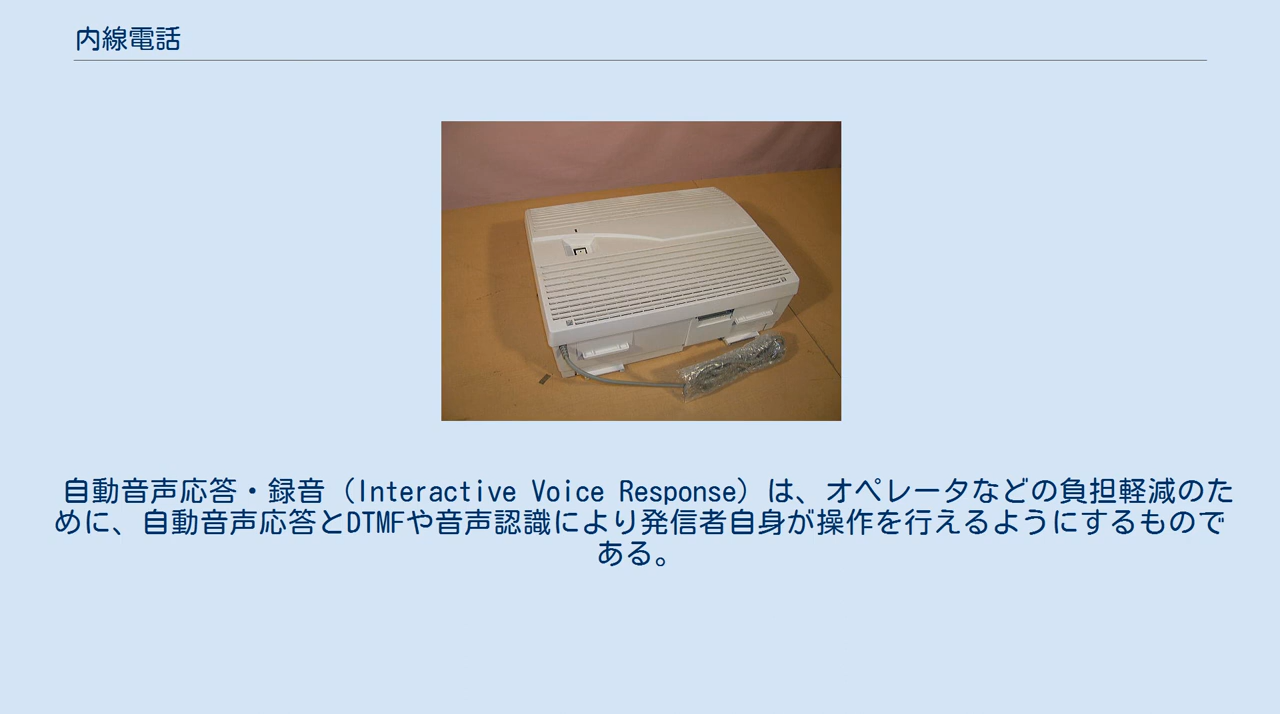 内線電話
自動音声応答・録音（Interactive Voice Response）は、オペレータなどの負担軽減のた
めに、自動音声応答とDTMFや音声認識により発信者自身が操作を行えるようにするもので
ある。